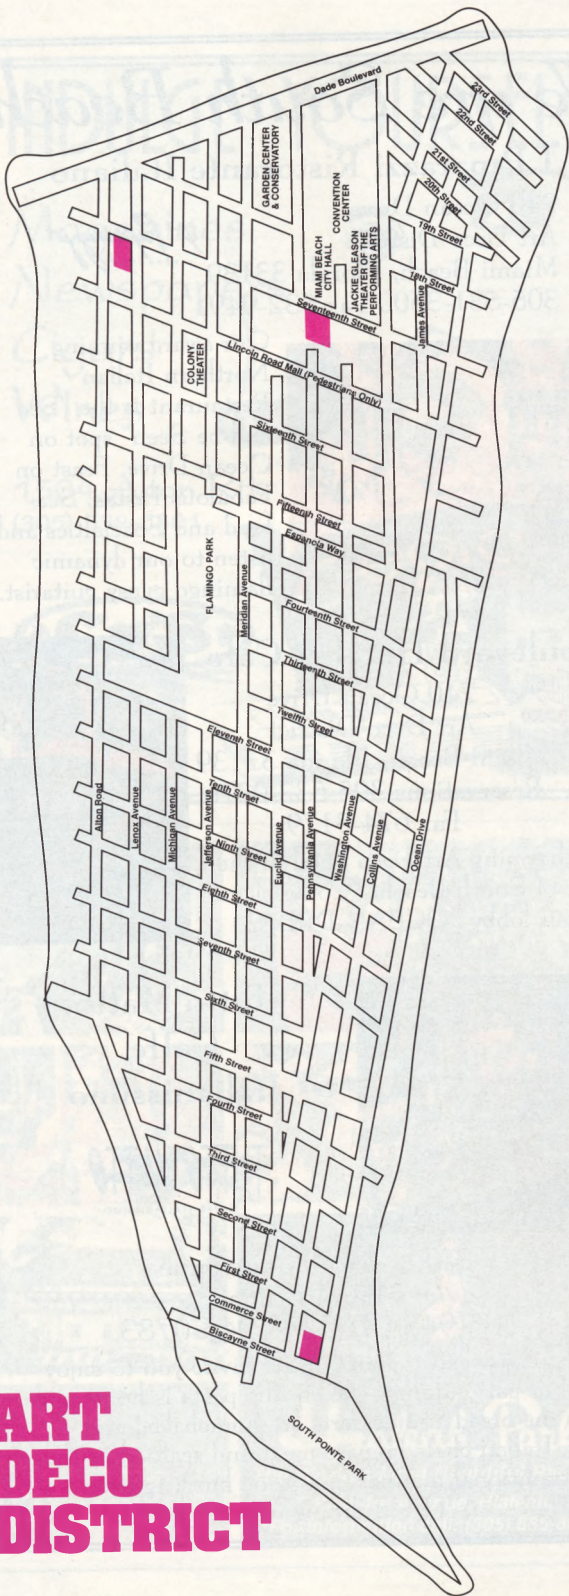 Dade Boulevard
23rd Street
22nd Street
21st Street
20th Street
19th Street
18th Street
James Avenue
GARDEN CENTER
& CONSERVATORY
CONVENTION
CENTER
MIAMI BEACH
CITY HALL
JACKIE GLEASON
THEATER OF THE
PERFORMING ARTS
Seventeenth Street
Lincoln Road Mall (Pedestrians Only)
COLONY
THEATER
Sixteenth Street
Fifteenth Street
Espanola Way
FLAMINGO PARK
Meridian Avenue
Fourteenth Street
Thirteenth Street
Twelfth Street
Eleventh Street
Tenth Street
Ninth Street
Alton Road
Lenox Avenue
Michigan Avenue
Jefferson Avenue
Euclid Avenue
Pennsylvania Avenue
Washington Avenue
Collins Avenue
Ocean Drive
Eighth Street
Seventh Street
Sixth Street
Fifth Street
Fourth Street
Third Street
Second Street
First Street
Commerce Street
Biscayne Street
SOUTH POINTE PARK
ART
DECO
DISTRICT